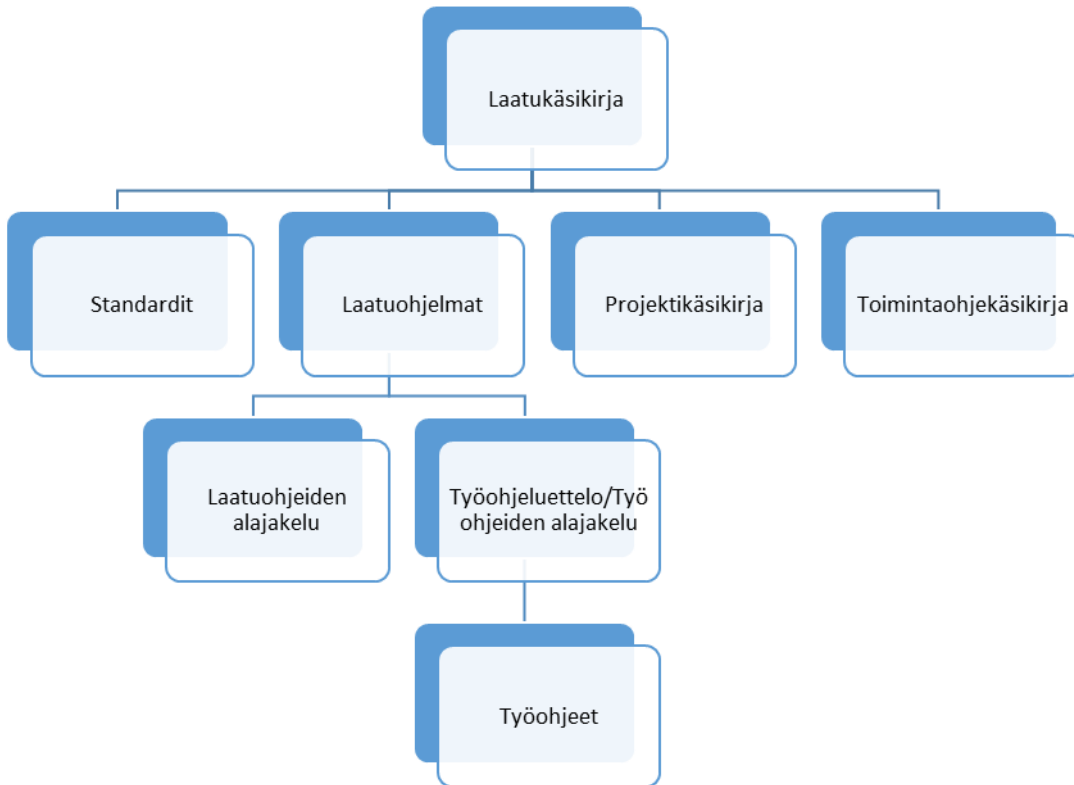 Laatukäsikirja
Standardit
Laatuohjelmat
Projektikäsikirja
Toimintaohjekäsikirja
Laatuohjeiden
alajakelu
Työohjeluettelo/Työ
ohjeiden alajakelu
Työohjeet